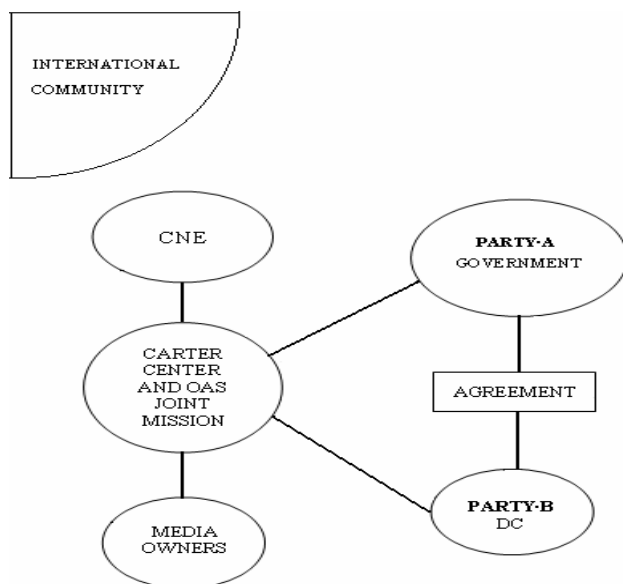 INTERNATIONAL
COMMUNITY
CNE
PARTY-A
GOVERNMENT
CARTER
CENTER
AND OAS
JOINT
MISSION
AGREEMENT
PARTY-B
DC
MEDIA
OWNERS